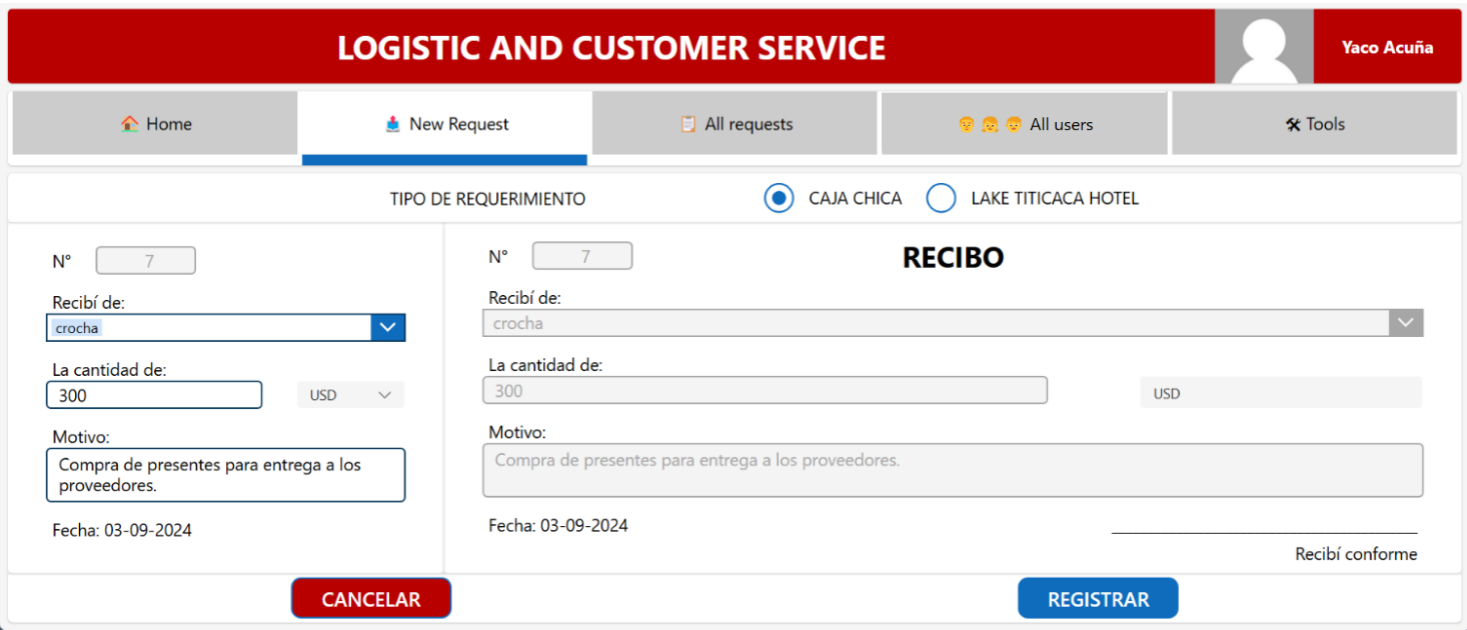 LOGISTIC AND CUSTOMER SERVICE
Yaco Acuña
Home
New Request
All requests
All users
Tools
TIPO DE REQUERIMIENTO
CAJA CHICA
LAKE TITICACA HOTEL
N° 7
Recibí de:
crocha
La cantidad de:
300 USD
Motivo:
Compra de presentes para entrega a los
proveedores.
Fecha: 03-09-2024
N° 7
RECIBO
Recibí de:
crocha
La cantidad de:
300 USD
Motivo:
Compra de presentes para entrega a los proveedores.
Fecha: 03-09-2024
Recibí conforme
CANCELAR
REGISTRAR